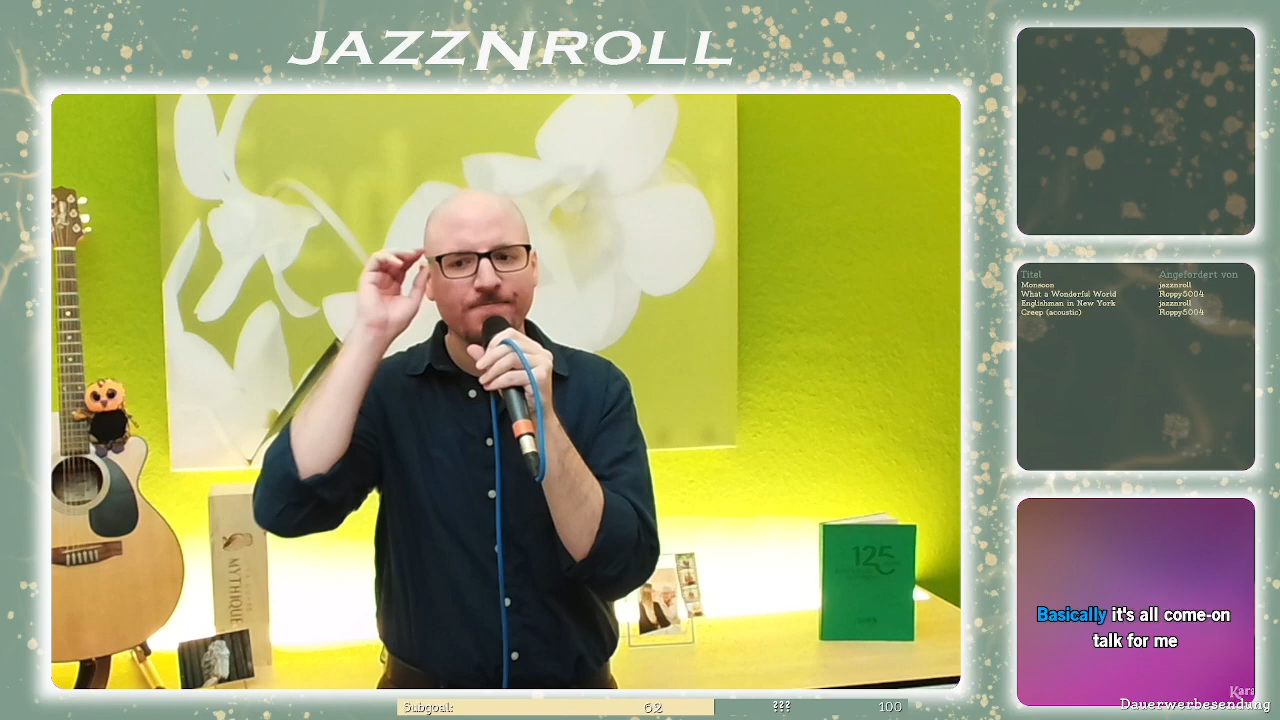 JAZZNROLL
Titel Angefordert von
Monsoon jazznroll
What a Wonderful World Roppy5004
Englishman in New York jazznroll
Creep (acoustic) Roppy5004
MYTHIQUE
125
Basically it's all come-on
talk for me
Kara
Dauerwerbesendung
Subgoal: 62 ??? 100